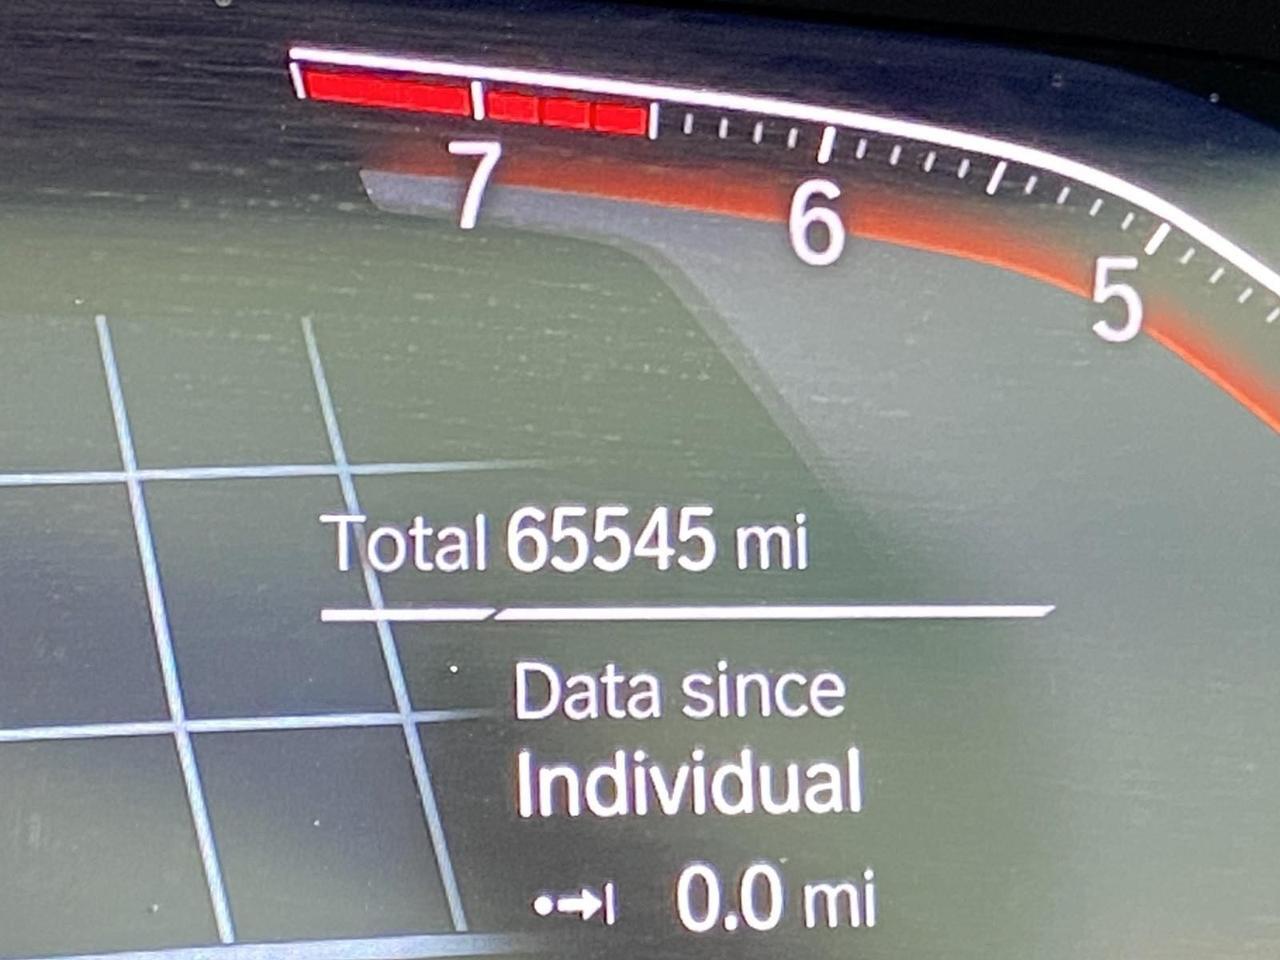 7
6
5
Total 65545 mi
Data since
Individual
0.0 mi